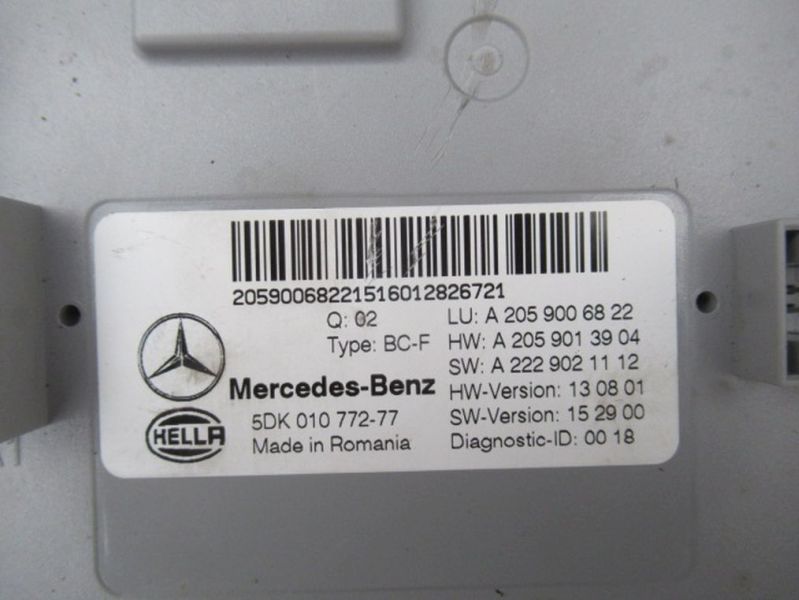 2059006822151601​2826721
Q: 02
Type: BC-F
LU: A 205 900 68 22
HW: A 205 901 39 04
SW: A 222 902 11 12
HW-Version: 13 08 01
SW-Version: 15 29 00
Diagnostic-ID: 00 18
Mercedes-Benz
HELLA
5DK 010 772-77
Made in Romania